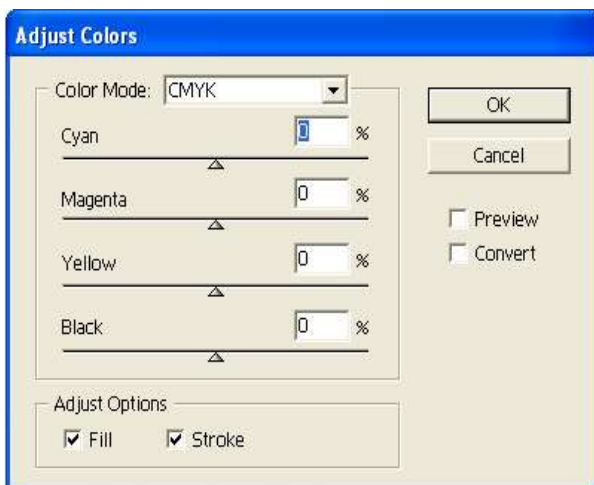 Adjust Colors
Color Mode: CMYK
Cyan 0 %
Magenta 0 %
Yellow 0 %
Black 0 %
Adjust Options
Fill Stroke
OK
Cancel
Preview
Convert